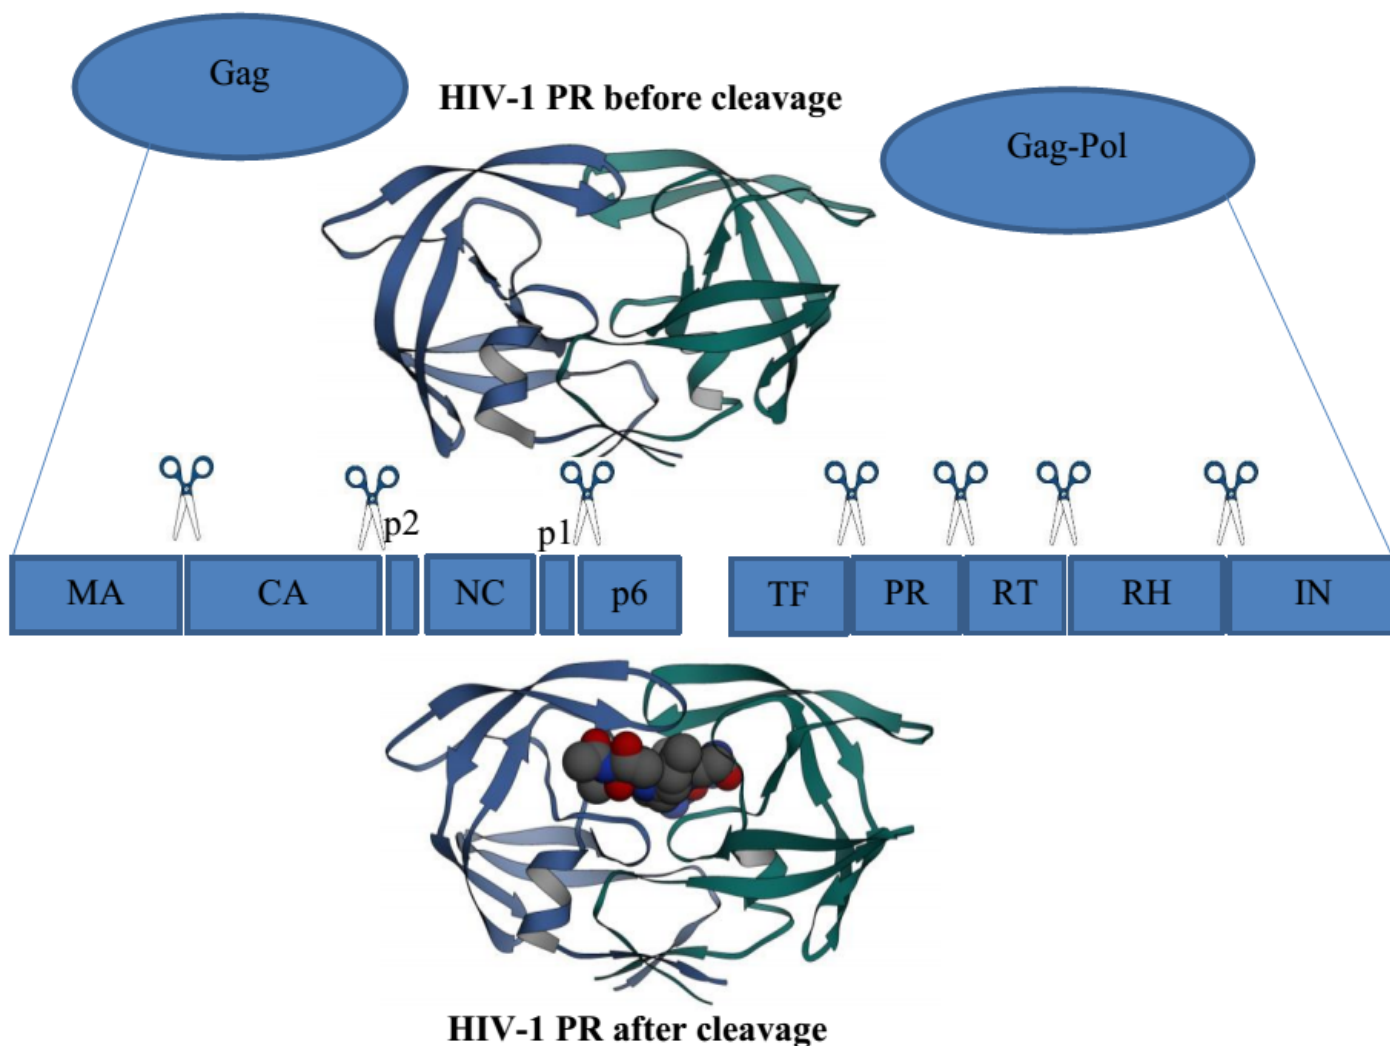 Gag
HIV-1 PR before cleavage
Gag-Pol
p2
p1
MA
CA
NC
p6
TF
PR
RT
RH
IN
HIV-1 PR after cleavage